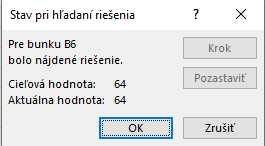 Stav pri hľadaní riešenia ? ×
Pre bunku B6
bolo nájdené riešenie.
Krok
Cieľová hodnota: 64
Pozastaviť
Aktuálna hodnota: 64
OK
Zrušiť